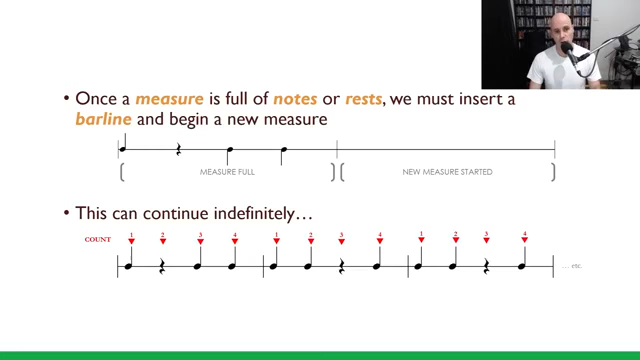 • Once a measure is full of notes or rests, we must insert a
barline and begin a new measure
MEASURE FULL
NEW MEASURE STARTED
• This can continue indefinitely…
COUNT 1 2 3 4 1 2 3 4 1 2 3 4
.... etc.